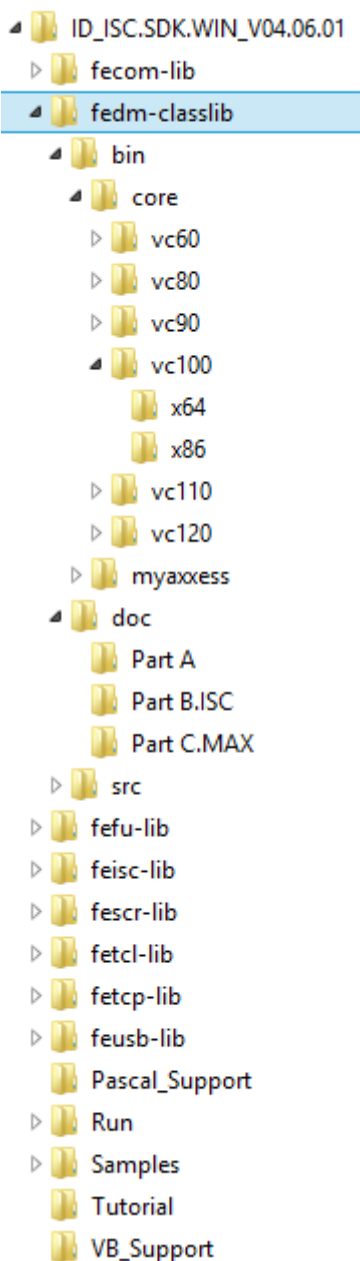 ID_ISC.SDK.WIN_V04.06.01
fecom-lib
fedm-classlib
bin
core
vc60
vc80
vc90
vc100
x64
x86
vc110
vc120
myaxxess
doc
Part A
Part B.ISC
Part C.MAX
src
fefu-lib
feisc-lib
fescr-lib
fetcl-lib
fetcp-lib
feusb-lib
Pascal_Support
Run
Samples
Tutorial
VB_Support